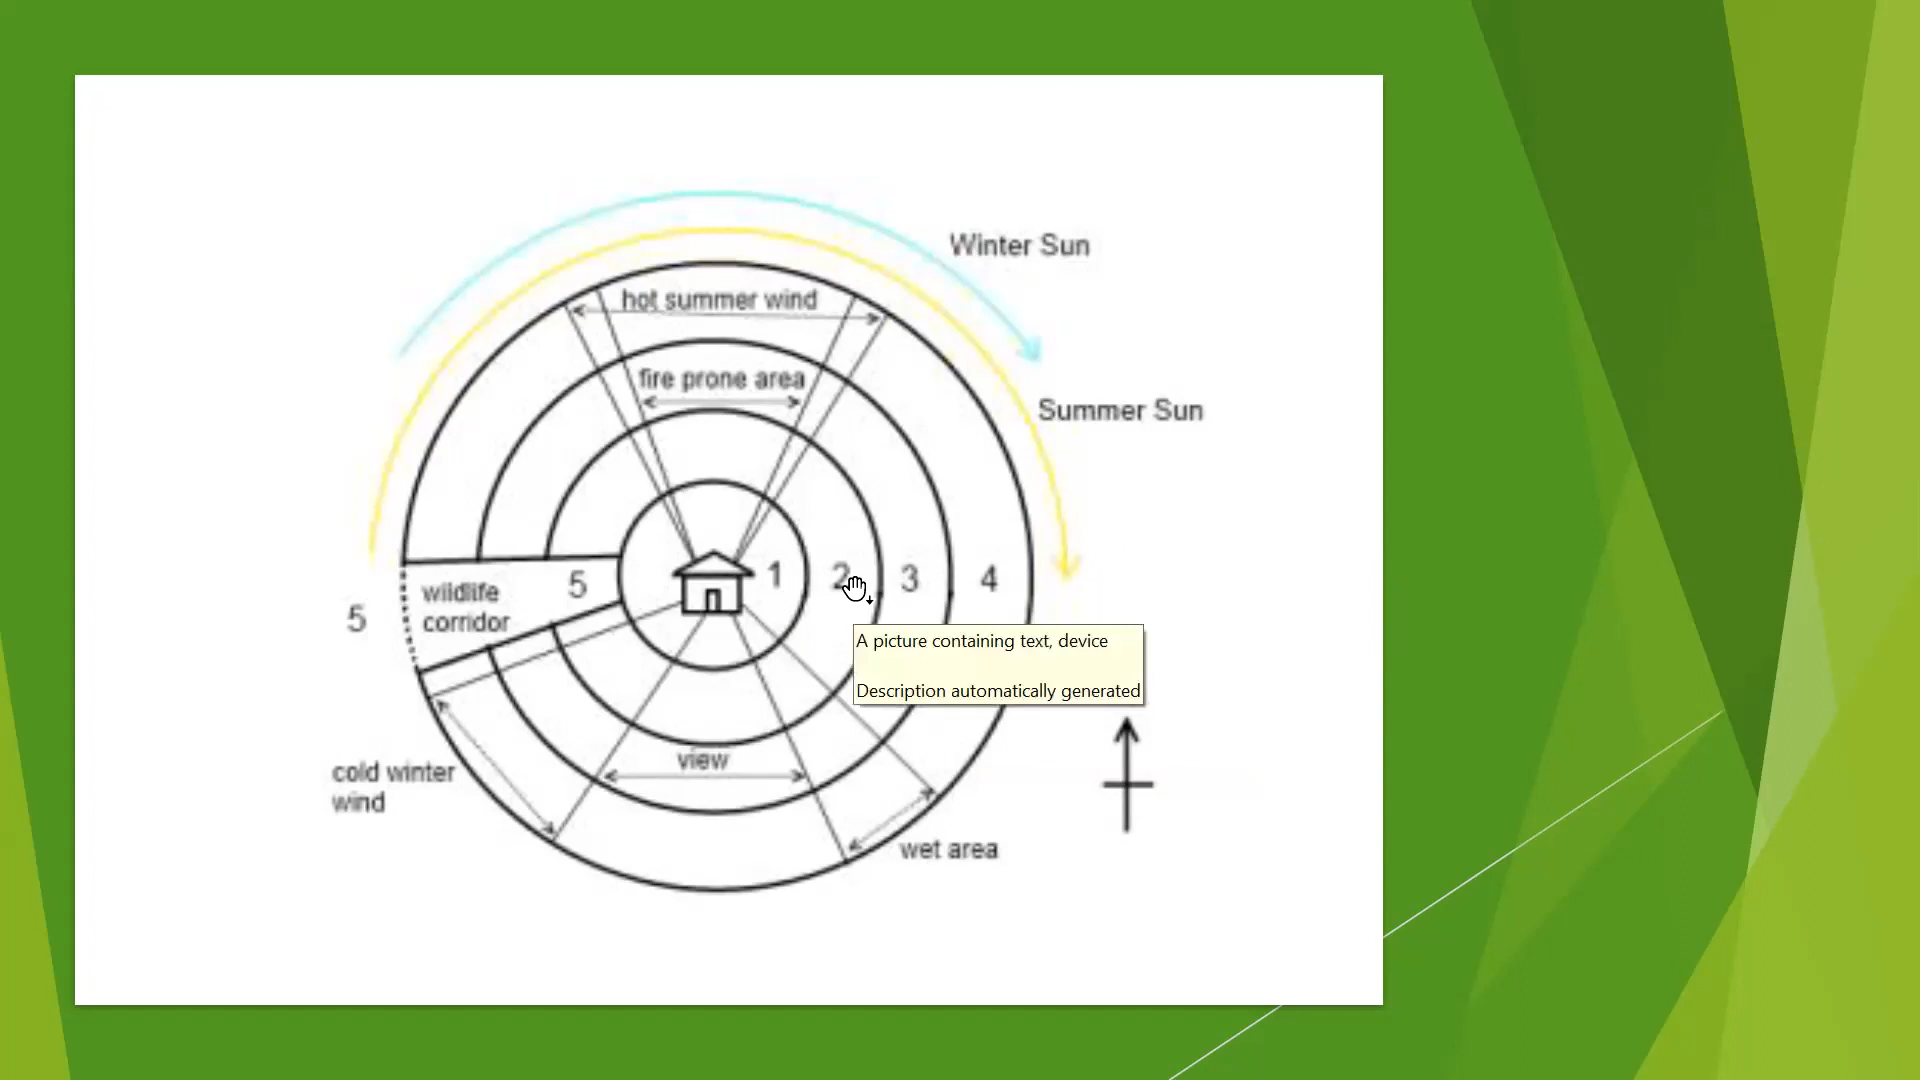 Winter Sun
hot summer wind
fire prone area
Summer Sun
1
2
3
4
5
wildlife
corridor
5
A picture containing text, device
Description automatically generated
view
cold winter
wind
wet area